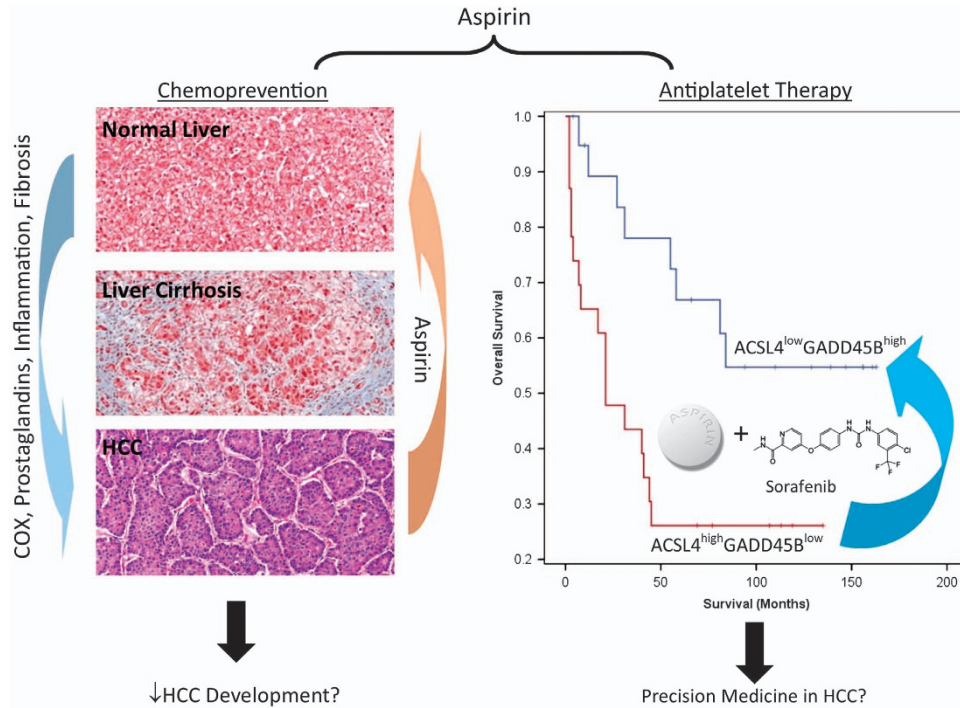 Aspirin
Chemoprevention
Antiplatelet Therapy
COX, Prostaglandins, Inflammation, Fibrosis
Normal Liver
Liver Cirrhosis
HCC
Aspirin
Overall Survival
1.0
0.9
0.8
0.7
0.6
0.5
0.4
0.3
0.2
ACSL4lowGADD45Bhigh
ASPIRIN
+
N
H
N
O
O
H
N
O
H
N
Cl
F
F
F
Sorafenib
ACSL4highGADD45Blow
0
50
100
150
200
Survival (Months)
↓HCC Development?
Precision Medicine in HCC?